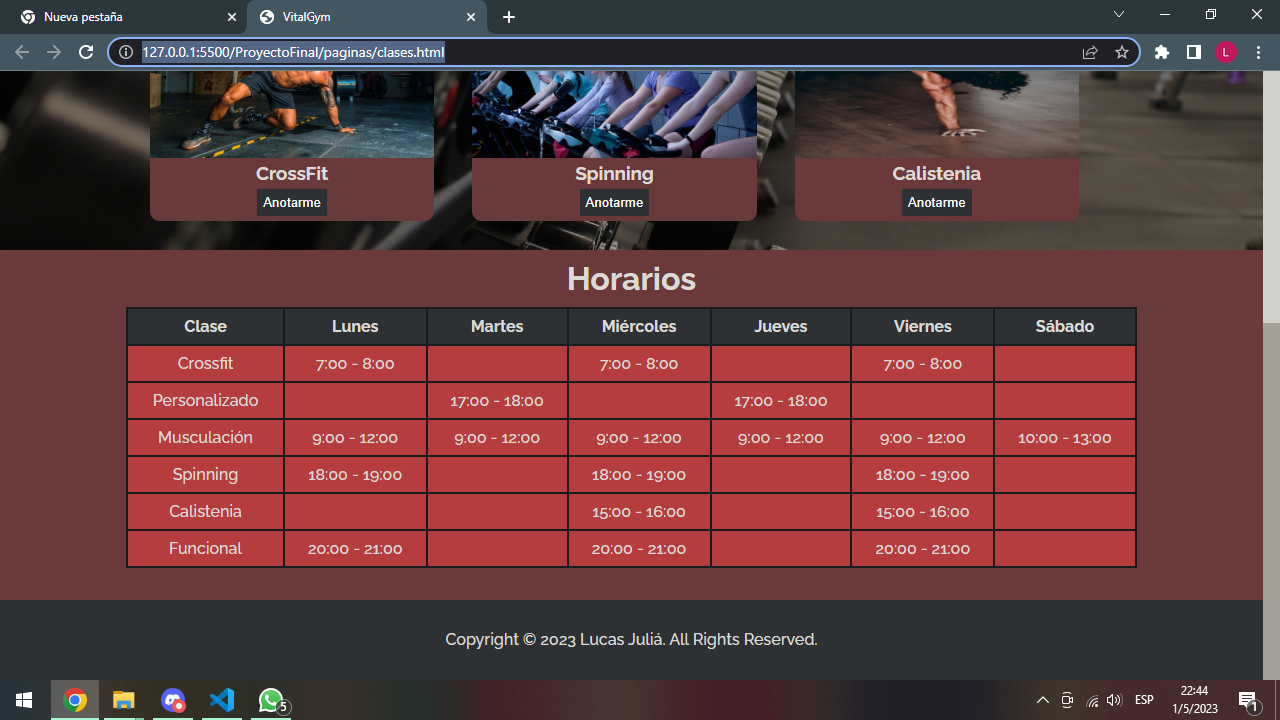 Nueva pestaña
VitalGym
127.0.0.1:5500/ProyectoFinal/paginas/clases.html
L
CrossFit Spinning Calistenia
Anotarme Anotarme Anotarme
Horarios
Clase Lunes Martes Miércoles Jueves Viernes Sábado
Crossfit 7:00 - 8:00 7:00 - 8:00 7:00 - 8:00
Personalizado 17:00 - 18:00 17:00 - 18:00
Musculación 9:00 - 12:00 9:00 - 12:00 9:00 - 12:00 9:00 - 12:00 9:00 - 12:00 10:00 - 13:00
Spinning 18:00 - 19:00 18:00 - 19:00 18:00 - 19:00
Calistenia 15:00 - 16:00 15:00 - 16:00
Funcional 20:00 - 21:00 20:00 - 21:00 20:00 - 21:00
Copyright © 2023 Lucas Juliá. All Rights Reserved.
5
ESP
22:44
1/5/2023
1